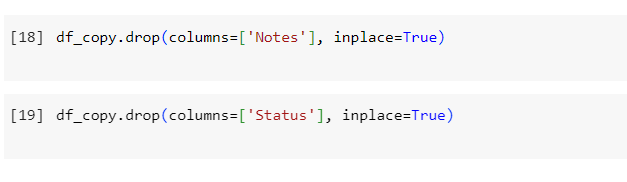 [18] df_copy.drop(columns=['Notes'], inplace=True)
[19] df_copy.drop(columns=['Status'], inplace=True)